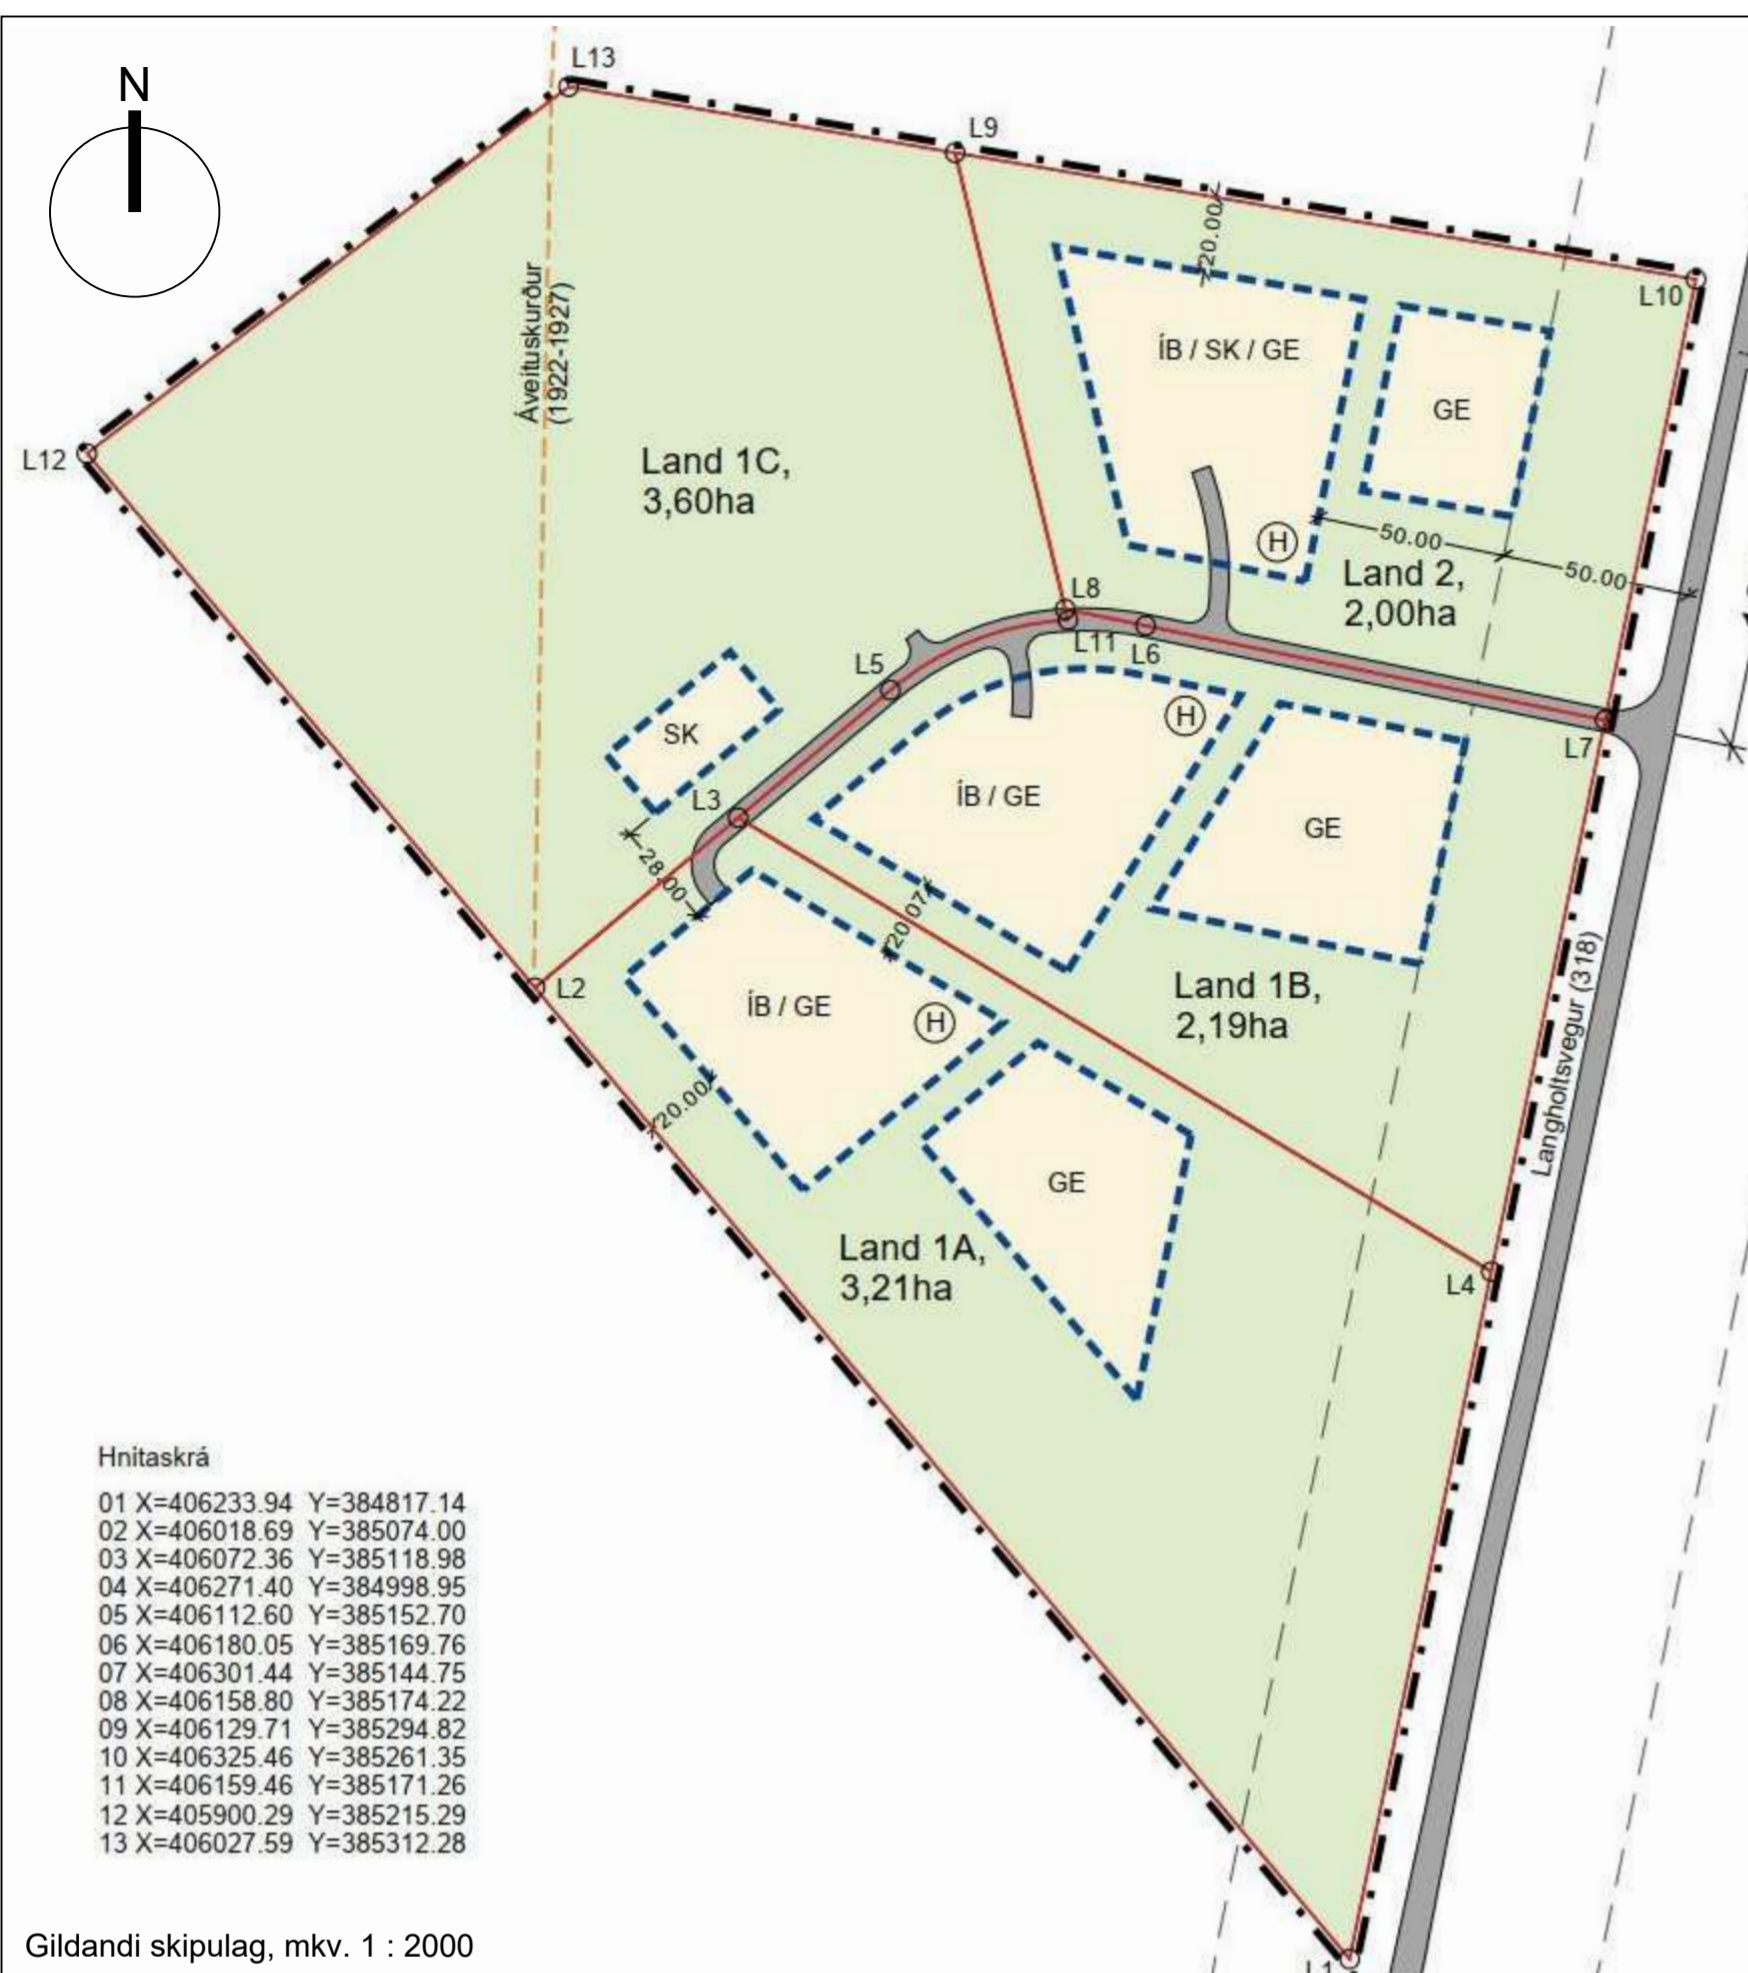 N
L13
L9
L10
Áveituskurður
(1922-1927)
20.00
ÍB / SK / GE
GE
L12
Land 1C,
3,60ha
H
50.00
50.00
Land 2,
2,00ha
L8
L11
L6
L5
L7
SK
H
L3
ÍB / GE
GE
28.00
20.07
L2
ÍB / GE
H
Land 1B,
2,19ha
Langholtsvegur (318)
20.00
GE
Land 1A,
3,21ha
L4
Hnitaskrá
01 X=406233.94 Y=384817.14
02 X=406018.69 Y=385074.00
03 X=406072.36 Y=385118.98
04 X=406271.40 Y=384998.95
05 X=406112.60 Y=385152.70
06 X=406180.05 Y=385169.76
07 X=406301.44 Y=385144.75
08 X=406158.80 Y=385174.22
09 X=406129.71 Y=385294.82
10 X=406325.46 Y=385261.35
11 X=406159.46 Y=385171.26
12 X=405900.29 Y=385215.29
13 X=406027.59 Y=385312.28
Gildandi skipulag, mkv. 1 : 2000
L1